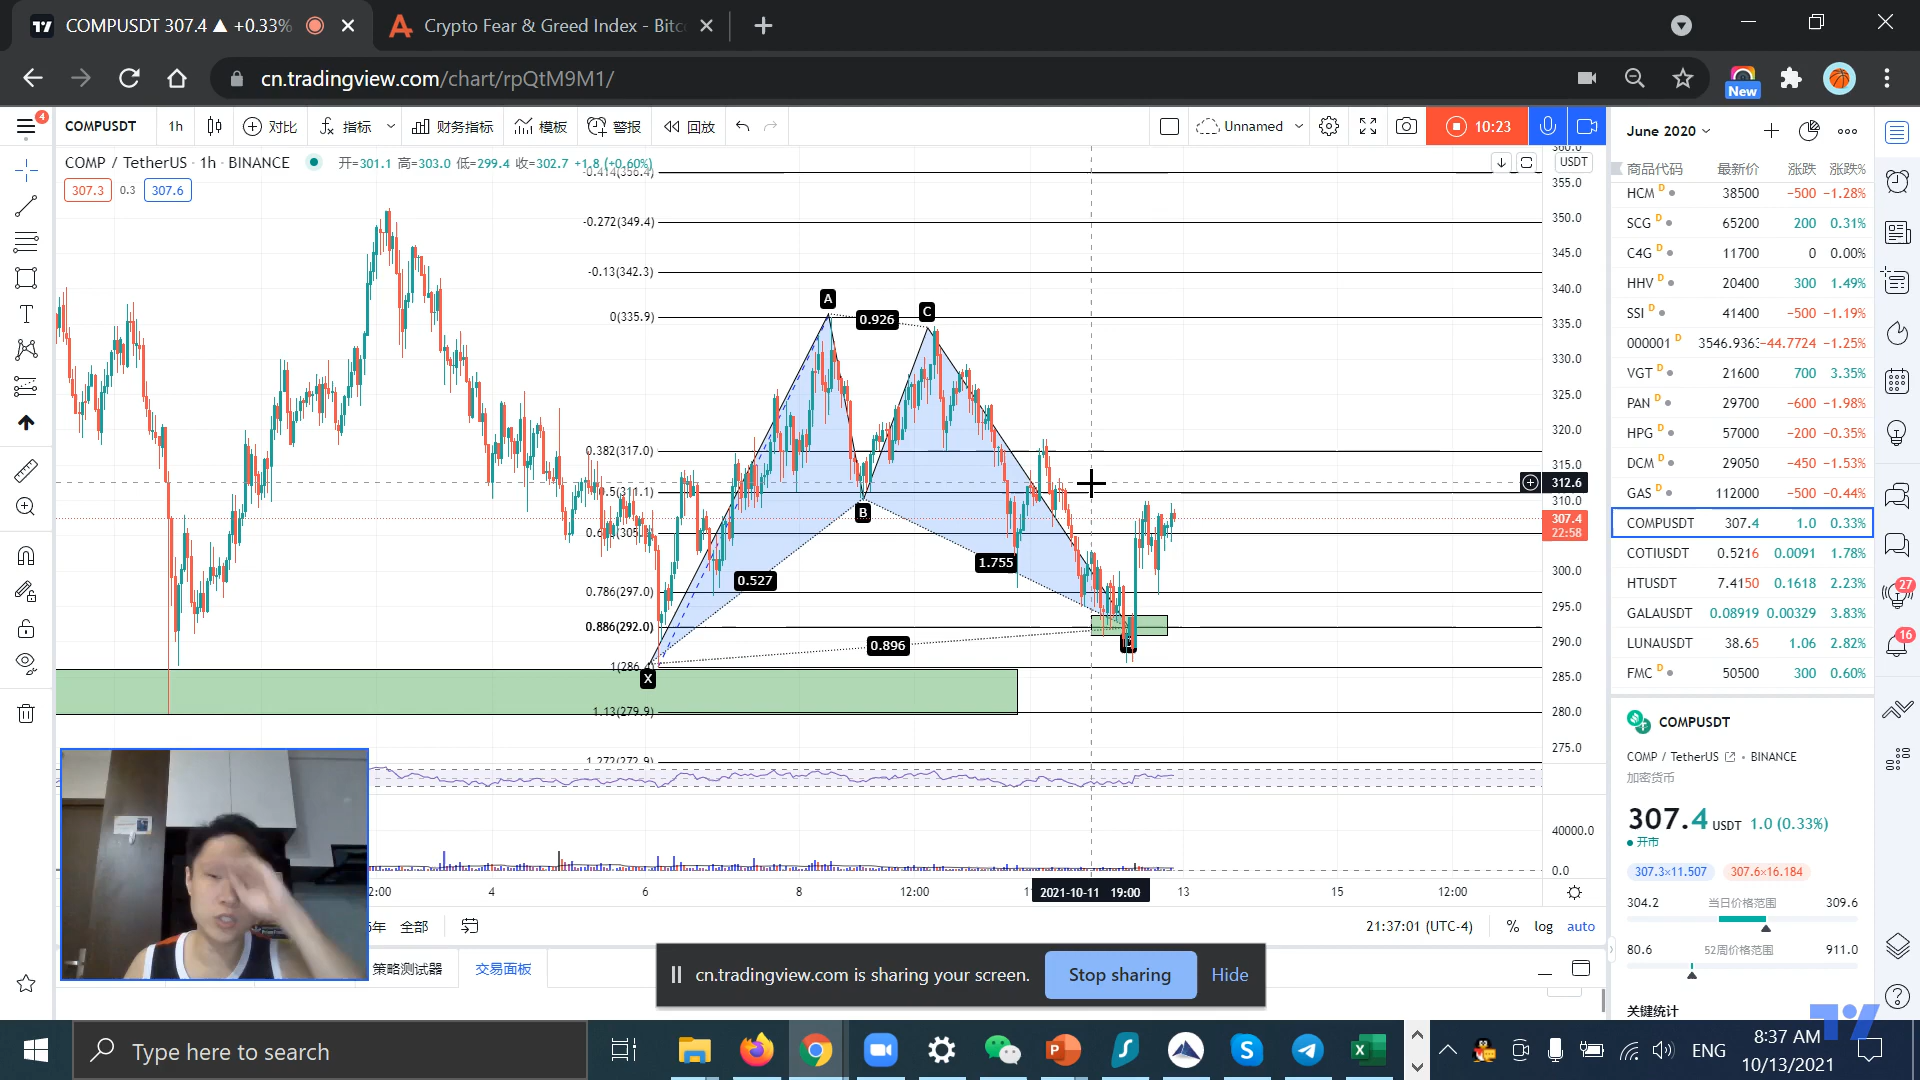 COMPUSDT 307.4 ▲ +0.33%
Crypto Fear & Greed Index - Bitc
cn.tradingview.com/chart/rpQtM9M1/
New
4
COMPUSDT 1h 对比 指标 财务指标 模板 警报 回放
Unnamed
10:23
COMP / TetherUS · 1h · BINANCE 开=301.1 高=303.0 低=299.4 收=302.7 +1.8 (+0.60%)
307.3 0.3 307.6
USDT
-0.414(356.4)
-0.272(349.4)
-0.13(342.3)
0(335.9)
0.382(317.0)
0.786(297.0)
0.886(292.0)
1.13(279.9)
1.272(272.9)
A
C
B
X
0.926
0.527
1.755
0.896
360.0
355.0
350.0
345.0
340.0
335.0
330.0
325.0
320.0
315.0
312.6
310.0
307.4
22:58
300.0
295.0
290.0
285.0
280.0
275.0
40000.0
0.0
4 6 8 12:00 2021-10-11 19:00 13 15 12:00
全部
21:37:01 (UTC-4) % log auto
策略测试器 交易面板
cn.tradingview.com is sharing your screen. Stop sharing Hide
June 2020
商品代码 最新价 涨跌 涨跌%
HCM D 38500 −500 −1.28%
SCG D 65200 200 0.31%
C4G D 11700 0 0.00%
HHV D 20400 300 1.49%
SSI D 41400 −500 −1.19%
000001 D 3546.936 −44.7724 −1.25%
VGT D 21600 700 3.35%
PAN D 29700 −600 −1.98%
HPG D 57000 −200 −0.35%
DCM D 29050 −450 −1.53%
GAS D 112000 −500 −0.44%
COMPUSDT 307.4 1.0 0.33%
COTIUSDT 0.5216 0.0091 1.78%
HTUSDT 7.4150 0.1618 2.23%
GALAUSDT 0.08919 0.00329 3.83%
LUNAUSDT 38.65 1.06 2.82%
FMC D 50500 300 0.60%
27
16
COMPUSDT
COMP / TetherUS • BINANCE
加密货币
307.4 USDT 1.0 (0.33%)
开市
307.3×11.507 307.6×16.184
304.2 当日价格范围 309.6
80.6 52周价格范围 911.0
关键统计
Type here to search
ENG
8:37 AM
10/13/2021